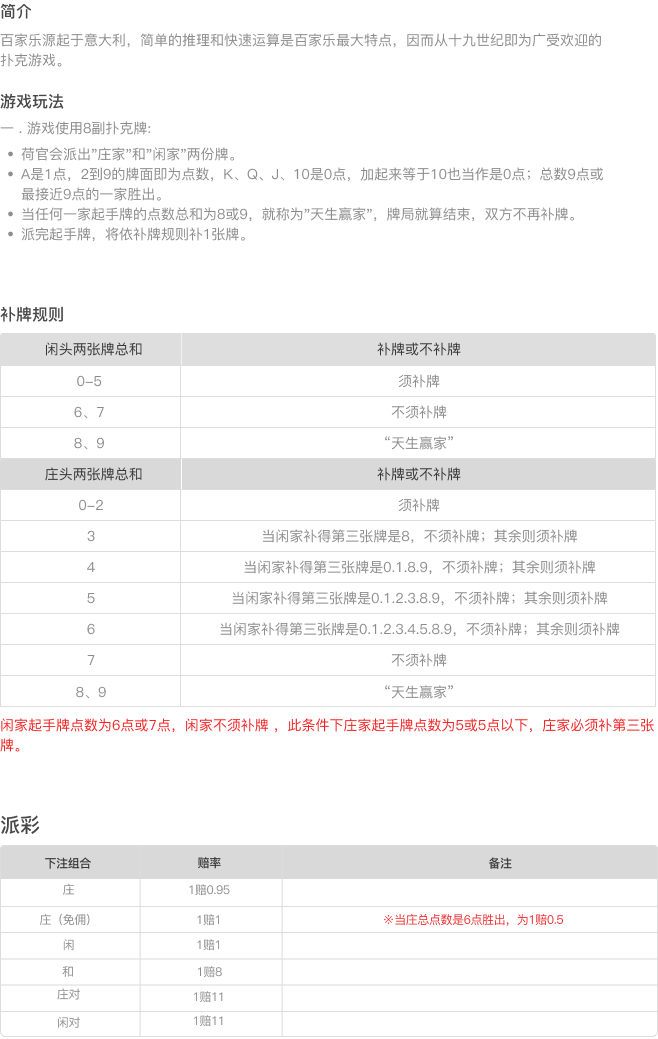 简介
百家乐源起于意大利，简单的推理和快速运算是百家乐最大特点，因而从十九世纪即为广受欢迎的
扑克游戏。
游戏玩法
一 . 游戏使用8副扑克牌:
• 荷官会派出”庄家”和”闲家”两份牌。
• A是1点，2到9的牌面即为点数，K、Q、J、10是0点，加起来等于10也当作是0点；总数9点或
最接近9点的一家胜出。
• 当任何一家起手牌的点数总和为8或9，就称为”天生赢家”，牌局就算结束，双方不再补牌。
• 派完起手牌，将依补牌规则补1张牌。
补牌规则
闲头两张牌总和 补牌或不补牌
0-5 须补牌
6、7 不须补牌
8、9 “天生赢家”
庄头两张牌总和 补牌或不补牌
0-2 须补牌
3 当闲家补得第三张牌是8，不须补牌；其余则须补牌
4 当闲家补得第三张牌是0.1.8.9，不须补牌；其余则须补牌
5 当闲家补得第三张牌是0.1.2.3.8.9，不须补牌；其余则须补牌
6 当闲家补得第三张牌是0.1.2.3.4.5.8.9，不须补牌；其余则须补牌
7 不须补牌
8、9 “天生赢家”
闲家起手牌点数为6点或7点，闲家不须补牌 ，此条件下庄家起手牌点数为5或5点以下，庄家必须补第三张
牌。
派彩
下注组合 赔率 备注
庄 1赔0.95
庄（免佣） 1赔1 ※当庄总点数是6点胜出，为1赔0.5
闲 1赔1
和 1赔8
庄对 1赔11
闲对 1赔11